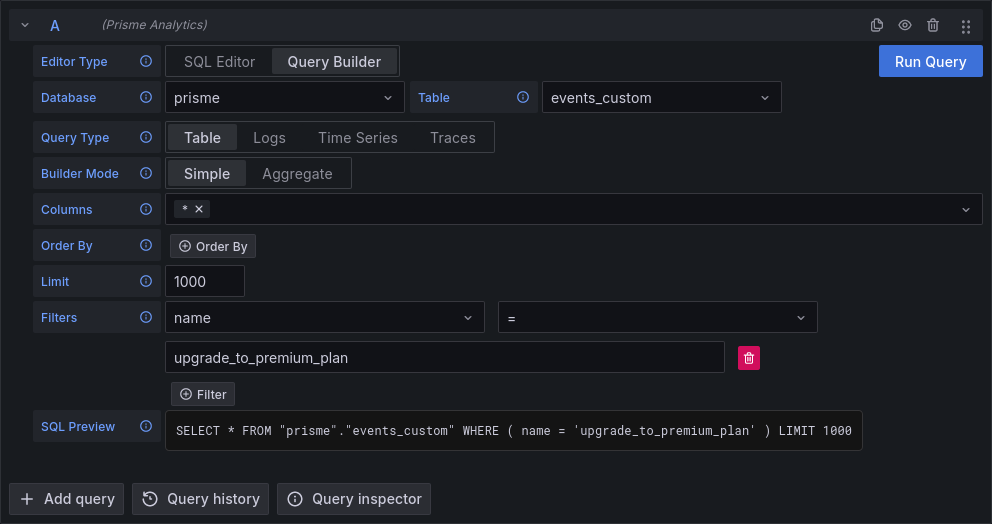 A (Prisme Analytics)
Editor Type SQL Editor Query Builder Run Query
Database prisme Table events_custom
Query Type Table Logs Time Series Traces
Builder Mode Simple Aggregate
Columns *
Order By Order By
Limit 1000
Filters name =
upgrade_to_premium_plan
Filter
SQL Preview SELECT * FROM "prisme"."events_custom" WHERE ( name = 'upgrade_to_premium_plan' ) LIMIT 1000
Add query Query history Query inspector